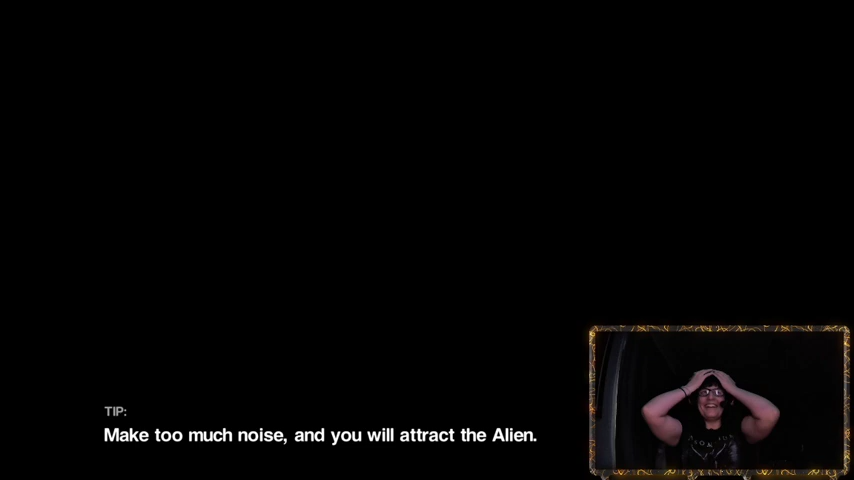 TIP:
Make too much noise, and you will attract the Alien.